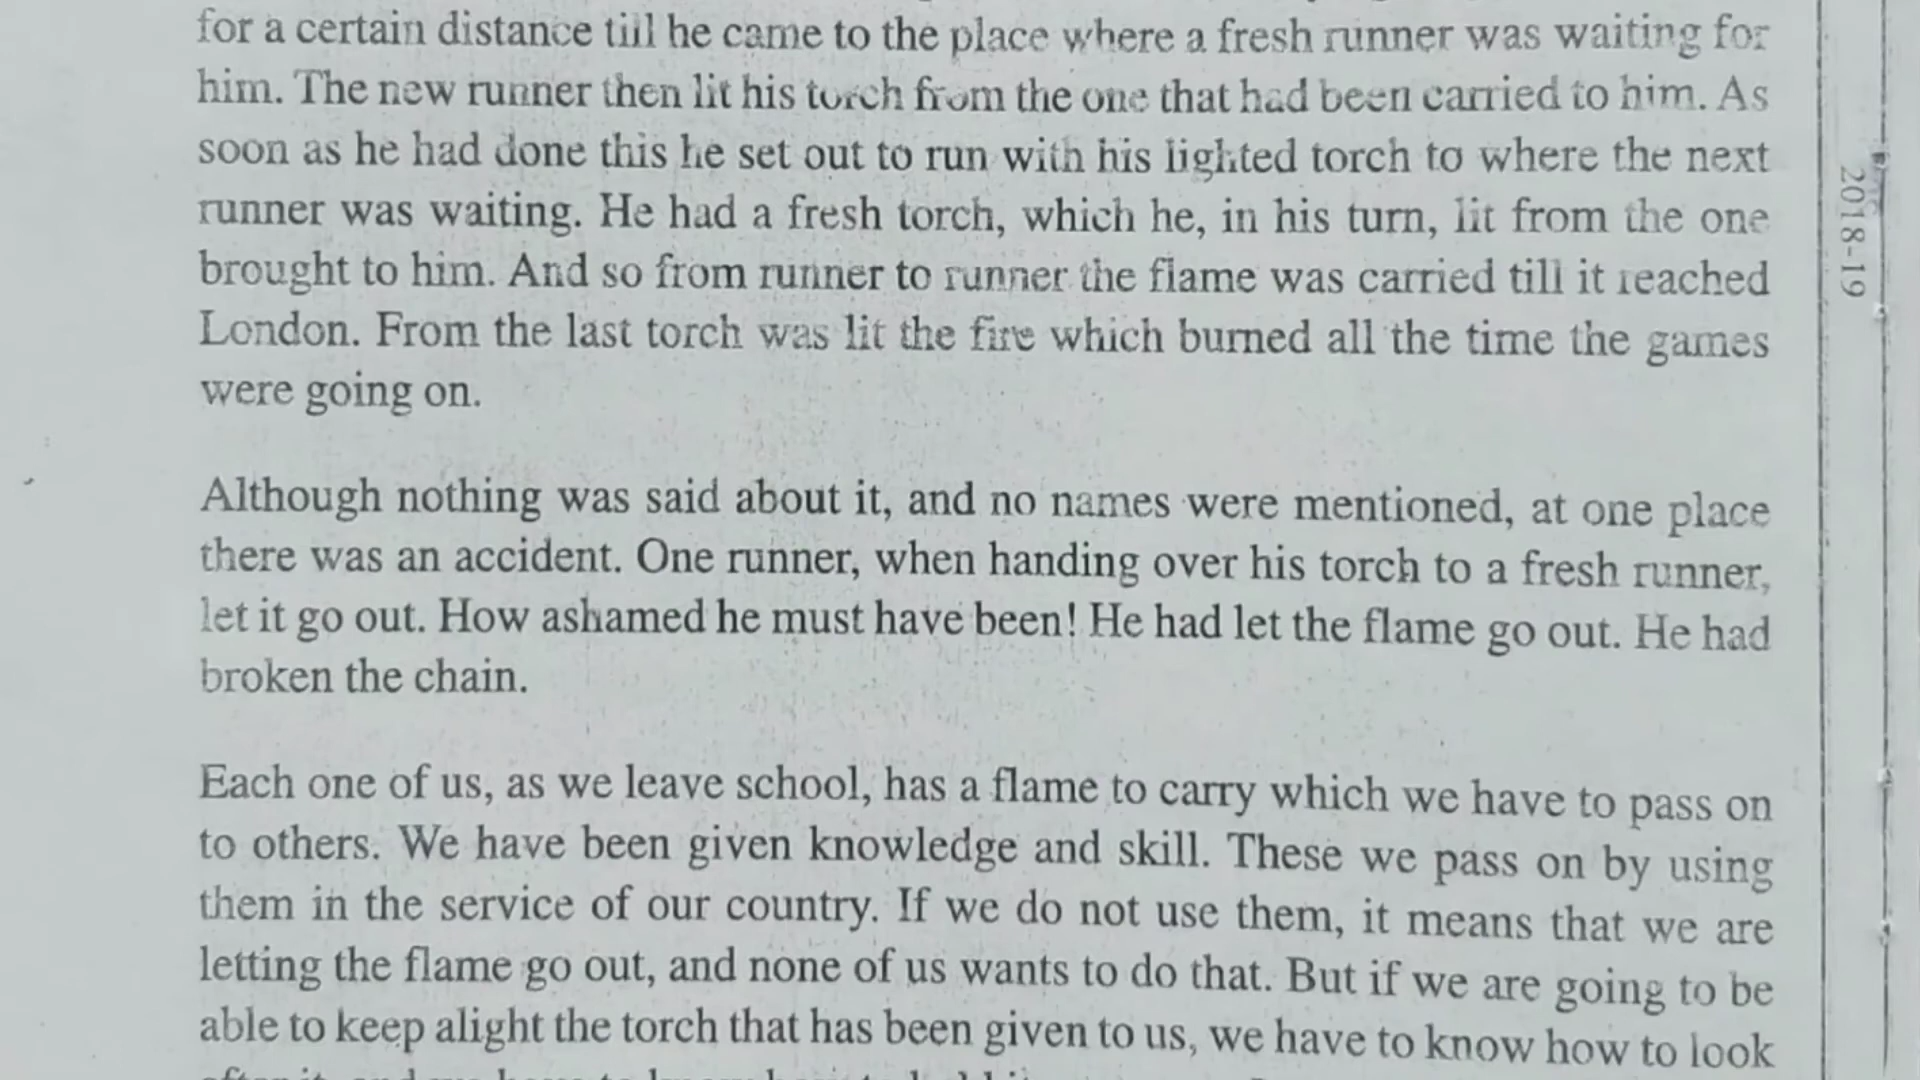 for a certain distance till he came to the place where a fresh runner was waiting for
him. The new runner then lit his torch from the one that had been carried to him. As
soon as he had done this he set out to run with his lighted torch to where the next
runner was waiting. He had a fresh torch, which he, in his turn, lit from the one
brought to him. And so from runner to runner the flame was carried till it reached
London. From the last torch was lit the fire which burned all the time the games
were going on.
Although nothing was said about it, and no names were mentioned, at one place
there was an accident. One runner, when handing over his torch to a fresh runner,
let it go out. How ashamed he must have been! He had let the flame go out. He had
broken the chain.
Each one of us, as we leave school, has a flame to carry which we have to pass on
to others. We have been given knowledge and skill. These we pass on by using
them in the service of our country. If we do not use them, it means that we are
letting the flame go out, and none of us wants to do that. But if we are going to be
able to keep alight the torch that has been given to us, we have to know how to look
2018-19